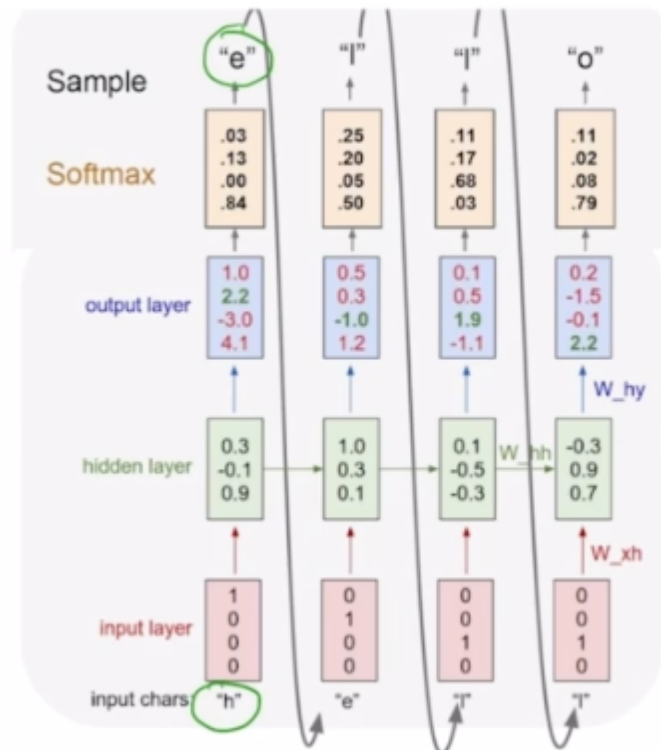 "e" "l" "l" "o"
Sample
.03 .25 .11 .11
.13 .20 .17 .02
Softmax
.00 .05 .68 .08
.84 .50 .03 .79
1.0 0.5 0.1 0.2
output layer 2.2 0.3 0.5 -1.5
-3.0 -1.0 1.9 -0.1
4.1 1.2 -1.1 2.2
W_hy
0.3 1.0 0.1 W_hh -0.3
hidden layer -0.1 0.3 -0.5 0.9
0.9 0.1 -0.3 0.7
W_xh
1 0 0 0
input layer 0 1 0 0
0 0 1 1
0 0 0 0
input chars: "h" "e" "l" "l"